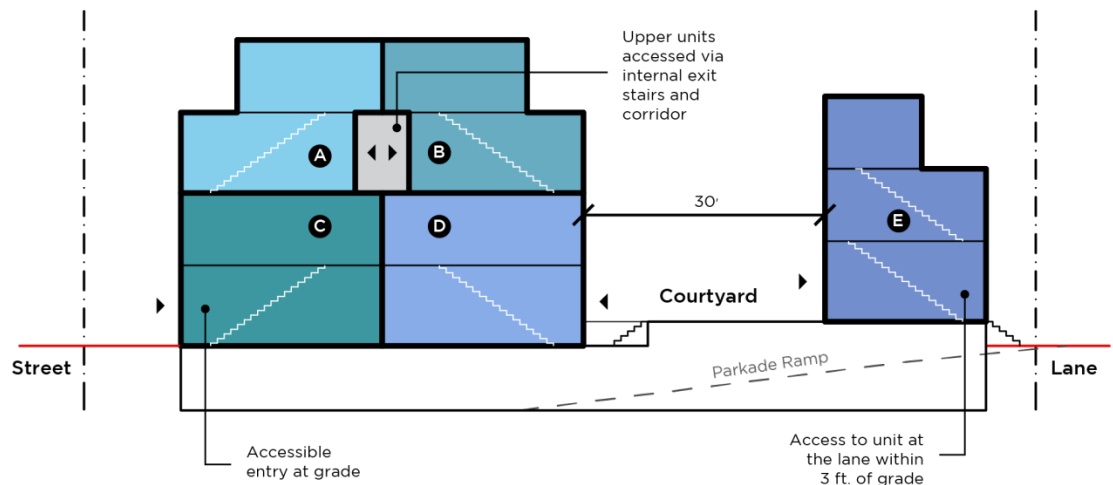 Upper units
accessed via
internal exit
stairs and
corridor
A
B
30'
C
D
E
Courtyard
Street
Parkade Ramp
Lane
Accessible
entry at grade
Access to unit at
the lane within
3 ft. of grade